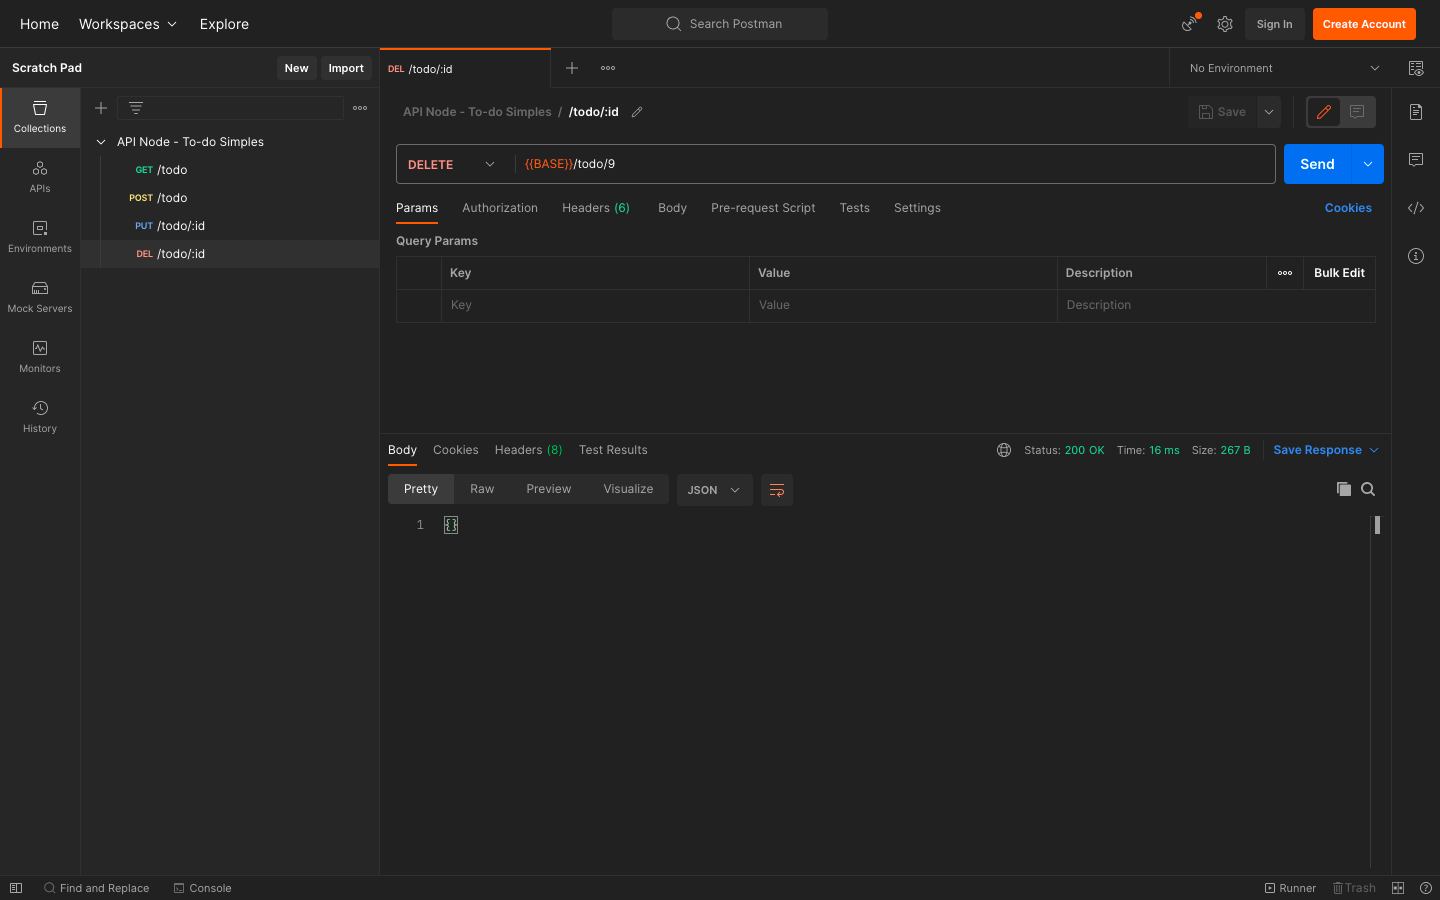 Home Workspaces Explore Search Postman Sign In Create Account
Scratch Pad New Import DEL /todo/:id No Environment
Collections
APIs
Environments
Mock Servers
Monitors
History
API Node - To-do Simples
GET /todo
POST /todo
PUT /todo/:id
DEL /todo/:id
API Node - To-do Simples / /todo/:id Save
DELETE {{BASE}}/todo/9 Send
Params Authorization Headers (6) Body Pre-request Script Tests Settings Cookies
Query Params
Key Value Description Bulk Edit
Key Value Description
Body Cookies Headers (8) Test Results Status: 200 OK Time: 16 ms Size: 267 B Save Response
Pretty Raw Preview Visualize JSON
1 {}
Find and Replace Console Runner Trash